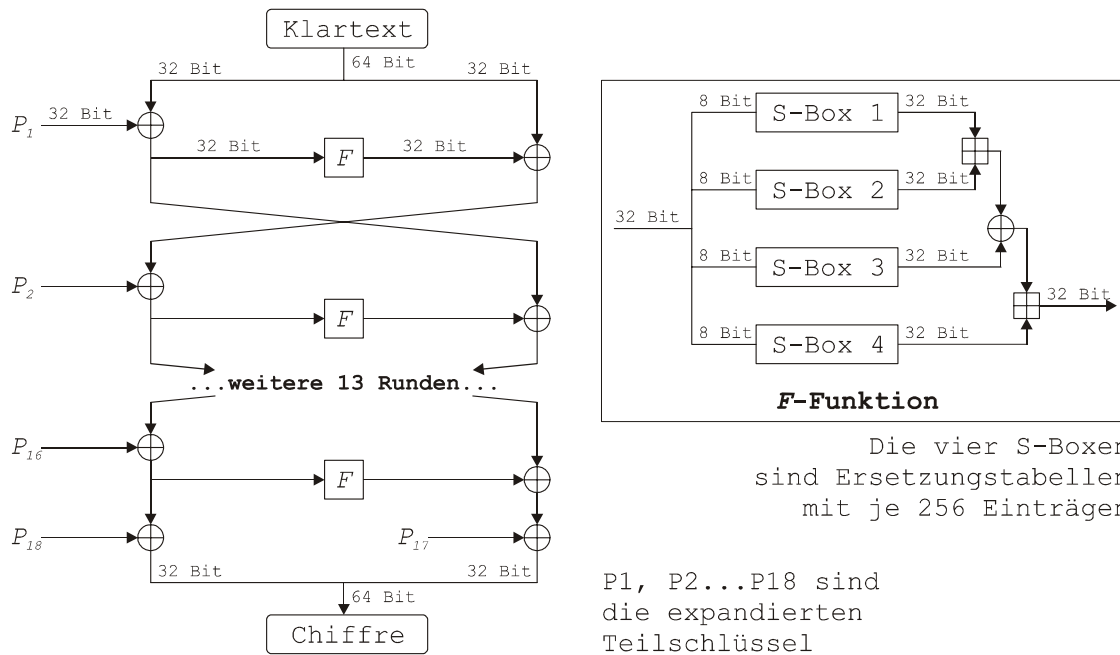 Klartext
64 Bit
32 Bit 32 Bit
P1 32 Bit
32 Bit F 32 Bit
P2
F
...weitere 13 Runden...
P16
F
P18 P17
32 Bit 32 Bit
64 Bit
Chiffre
8 Bit S-Box 1 32 Bit
8 Bit S-Box 2 32 Bit
32 Bit
8 Bit S-Box 3 32 Bit
32 Bit
8 Bit S-Box 4 32 Bit
F-Funktion
Die vier S-Boxen
sind Ersetzungstabellen
mit je 256 Einträgen
P1, P2...P18 sind
die expandierten
Teilschlüssel